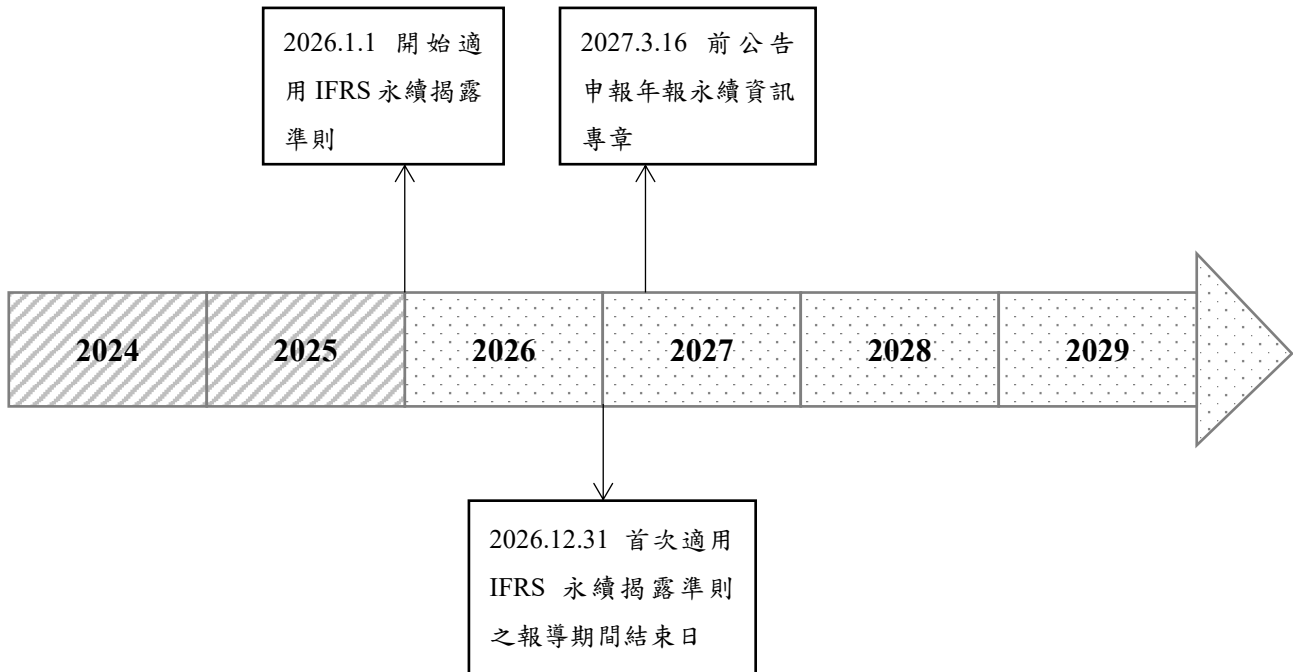 2026.1.1 開始適
用 IFRS 永續揭露
準則
2027.3.16 前公告
申報年報永續資訊
專章
2024
2025
2026
2027
2028
2029
2026.12.31 首次適用
IFRS 永續揭露準則
之報導期間結束日